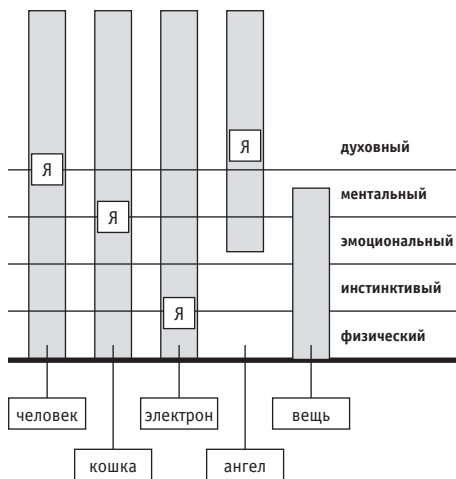 Я
духовный
Я
ментальный
Я
эмоциональный
инстинктивый
Я
физический
человек
электрон
вещь
кошка
ангел